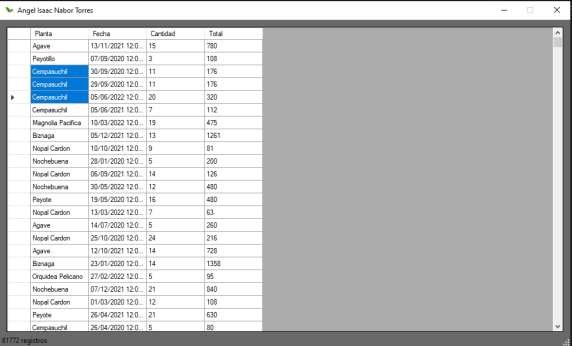 Angel Isaac Nabor Torres
Planta Fecha Cantidad Total
Agave 13/11/2021 12:0... 15 780
Peyotillo 07/09/2020 12:0... 3 108
Cempasuchil 30/09/2020 12:0... 11 176
Cempasuchil 29/09/2020 12:0... 11 176
Cempasuchil 05/06/2022 12:0... 20 320
Cempasuchil 05/06/2021 12:0... 7 112
Magnolia Pacifica 10/03/2022 12:0... 19 475
Biznaga 05/12/2021 12:0... 13 1261
Nopal Cardon 10/10/2021 12:0... 9 81
Nochebuena 28/01/2020 12:0... 5 200
Nopal Cardon 06/09/2021 12:0... 14 126
Nochebuena 30/05/2022 12:0... 12 480
Peyote 19/05/2020 12:0... 16 480
Nopal Cardon 13/03/2022 12:0... 7 63
Agave 14/07/2020 12:0... 5 260
Nopal Cardon 25/10/2020 12:0... 24 216
Agave 12/10/2021 12:0... 14 728
Biznaga 23/01/2020 12:0... 14 1358
Orquidea Pelicano 27/02/2022 12:0... 5 95
Nochebuena 07/12/2021 12:0... 21 840
Nopal Cardon 01/03/2020 12:0... 12 108
Peyote 26/04/2021 12:0... 21 630
Cempasuchil 26/04/2020 12:0... 5 80
81772 registros